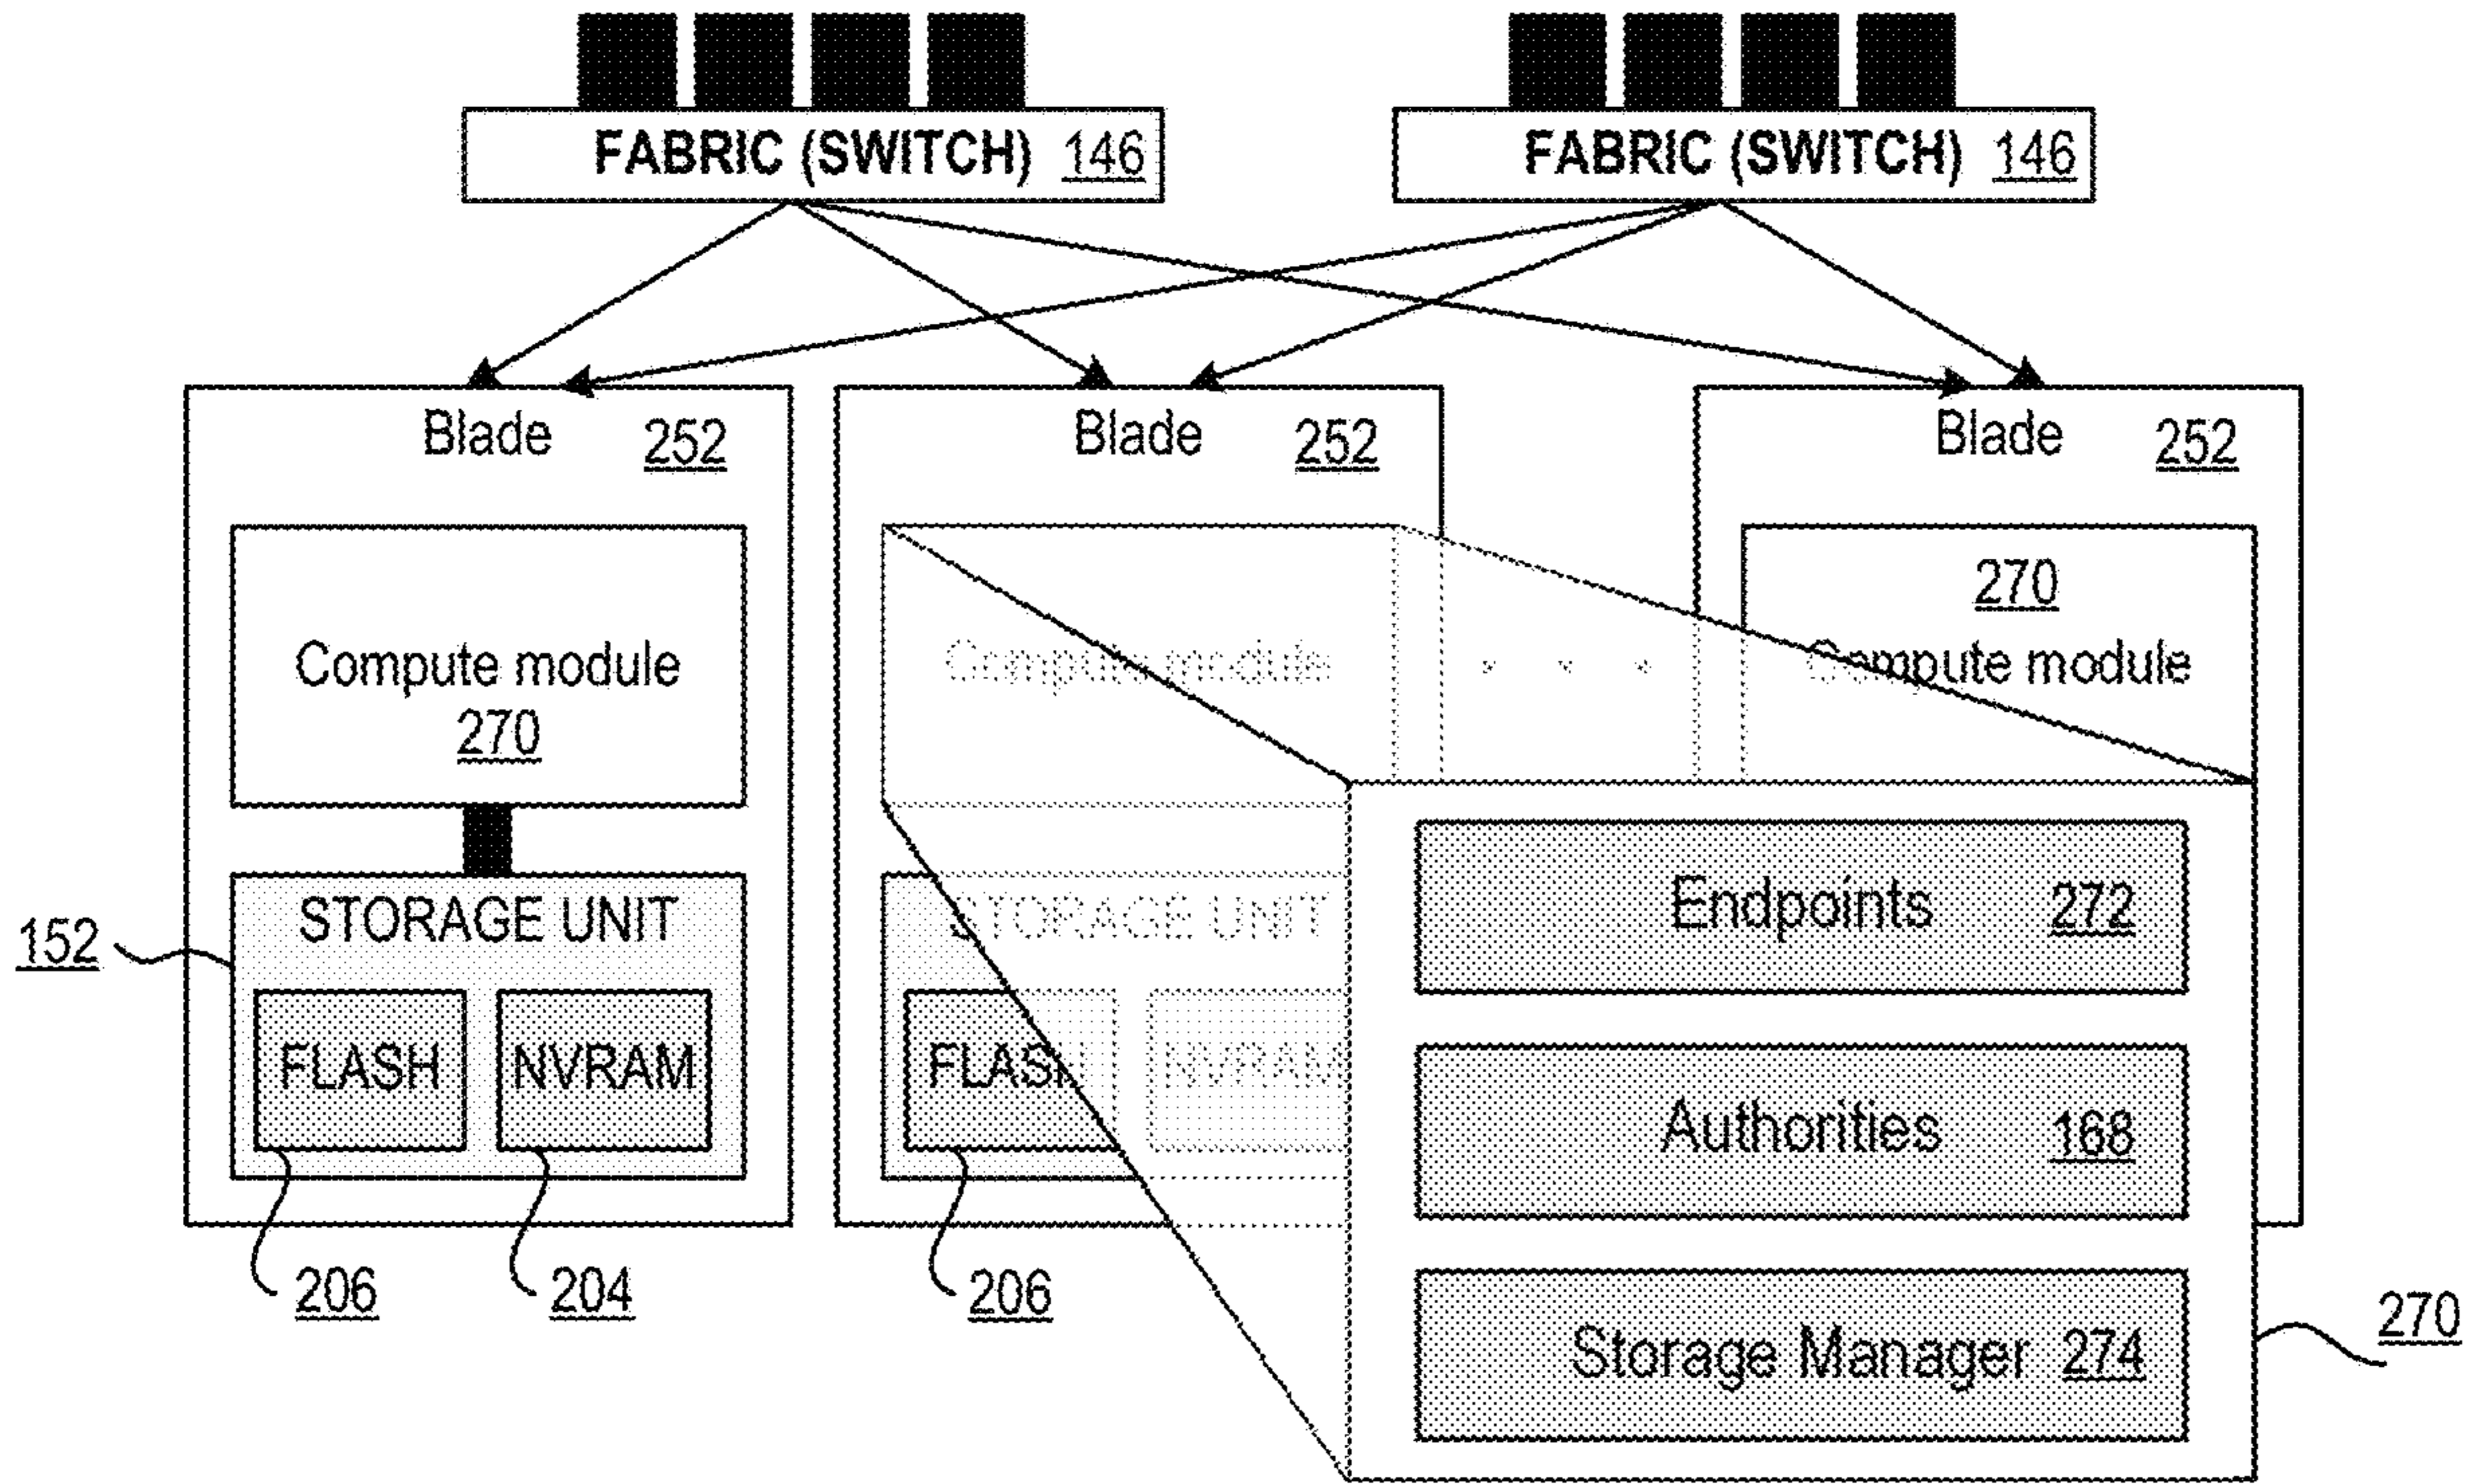 FABRIC (SWITCH) 146
FABRIC (SWITCH) 146
Blade 252
Blade 252
Blade 252
Compute module
270
Compute module
270
Compute module
STORAGE UNIT
152
FLASH
NVRAM
206
204
STORAGE UNIT
FLASH
NVRAM
206
Endpoints 272
Authorities 168
Storage Manager 274
270